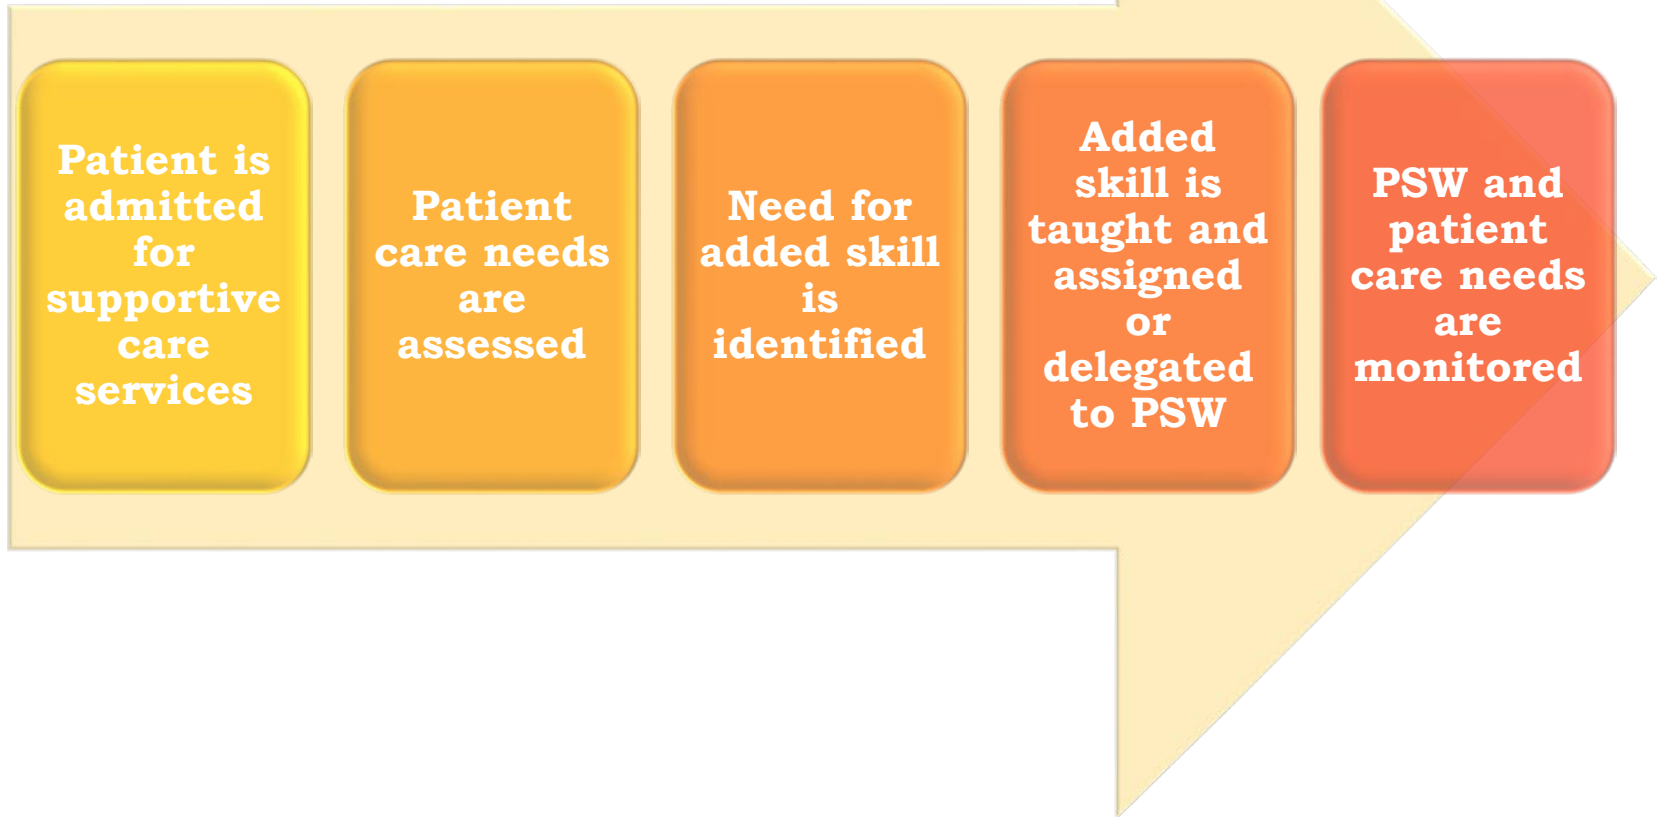 Patient is
admitted
for
supportive
care
services
Patient
care needs
are
assessed
Need for
added skill
is
identified
Added
skill is
taught and
assigned
or
delegated
to PSW
PSW and
patient
care needs
are
monitored